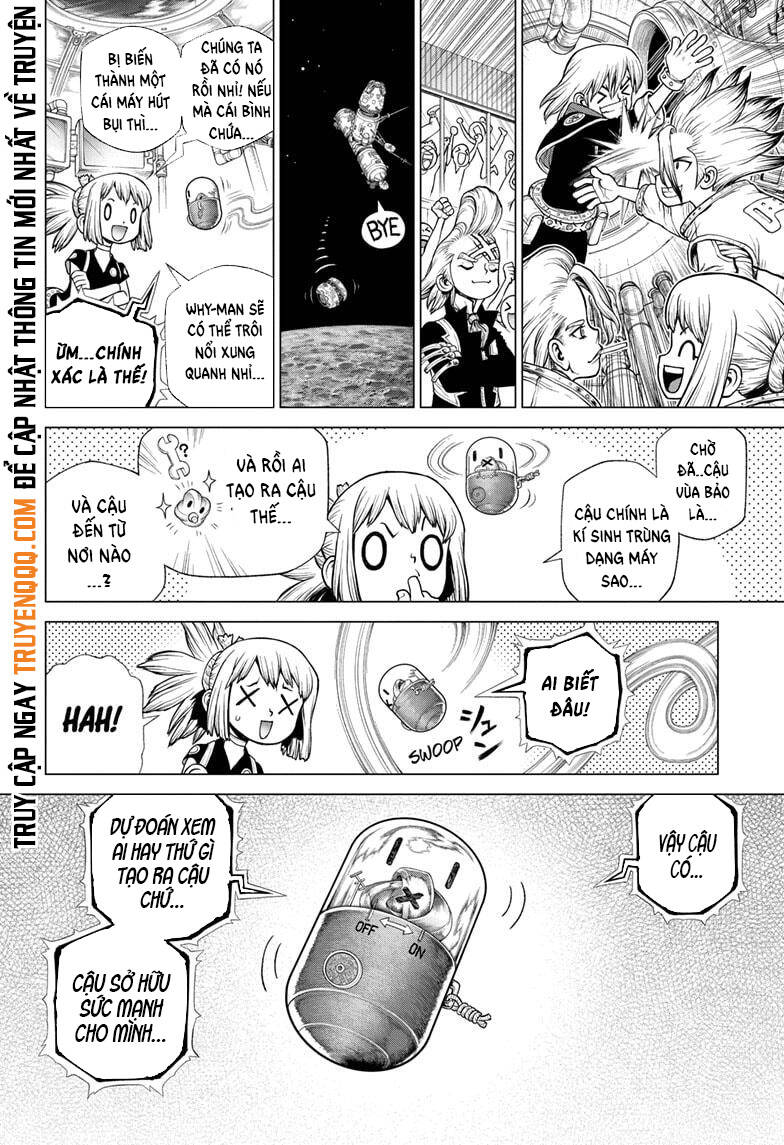 TRUY CẬP NGAY TRUYENQQQ.COM ĐỂ CẬP NHẬT THÔNG TIN MỚI NHẤT VỀ TRUYỆN
BYE
CHÚNG TA
ĐÃ CÓ NÓ
RỒI NHỈ! NẾU
MÀ CÁI BÌNH
CHỨA...
BỊ BIẾN
THÀNH MỘT
CÁI MÁY HÚT
BỤI THÌ...
WHY-MAN SẼ
CÓ THỂ TRÔI
NỔI XUNG
QUANH NHỈ...
ỪM...CHÍNH
XÁC LÀ THẾ!
CHỜ
ĐÃ..CẬU
VỪA BẢO
LÀ...
CẬU CHÍNH LÀ
KÍ SINH TRÙNG
DẠNG MÁY
SAO...
VÀ RỒI AI
TẠO RA CẬU
THẾ...
?
VÀ CẬU
ĐẾN TỪ
NƠI NÀO
...?
AI BIẾT
ĐÂU!
シュン
SWOOP
HAH!
VẬY CẬU
CÓ...
DỰ ĐOÁN XEM
AI HAY THỨ GÌ
TẠO RA CẬU
CHỨ...
OFF
ON
CẬU SỞ HỮU
SỨC MẠNH
CHO MÌNH...